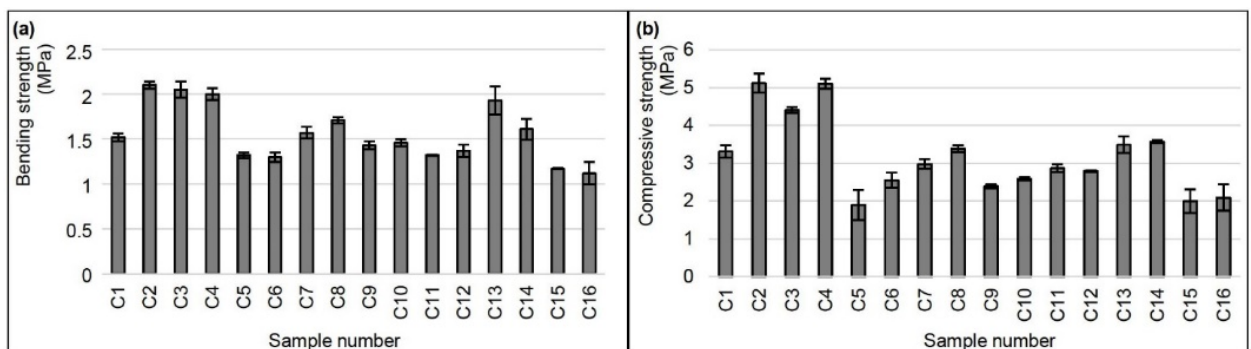 (a)
Bending strength
(MPa)
2.5
2
1.5
1
0.5
0
C1 C2 C3 C4 C5 C6 C7 C8 C9 C10 C11 C12 C13 C14 C15 C16
Sample number
(b)
Compressive strength
(MPa)
6
5
4
3
2
1
0
C1 C2 C3 C4 C5 C6 C7 C8 C9 C10 C11 C12 C13 C14 C15 C16
Sample number